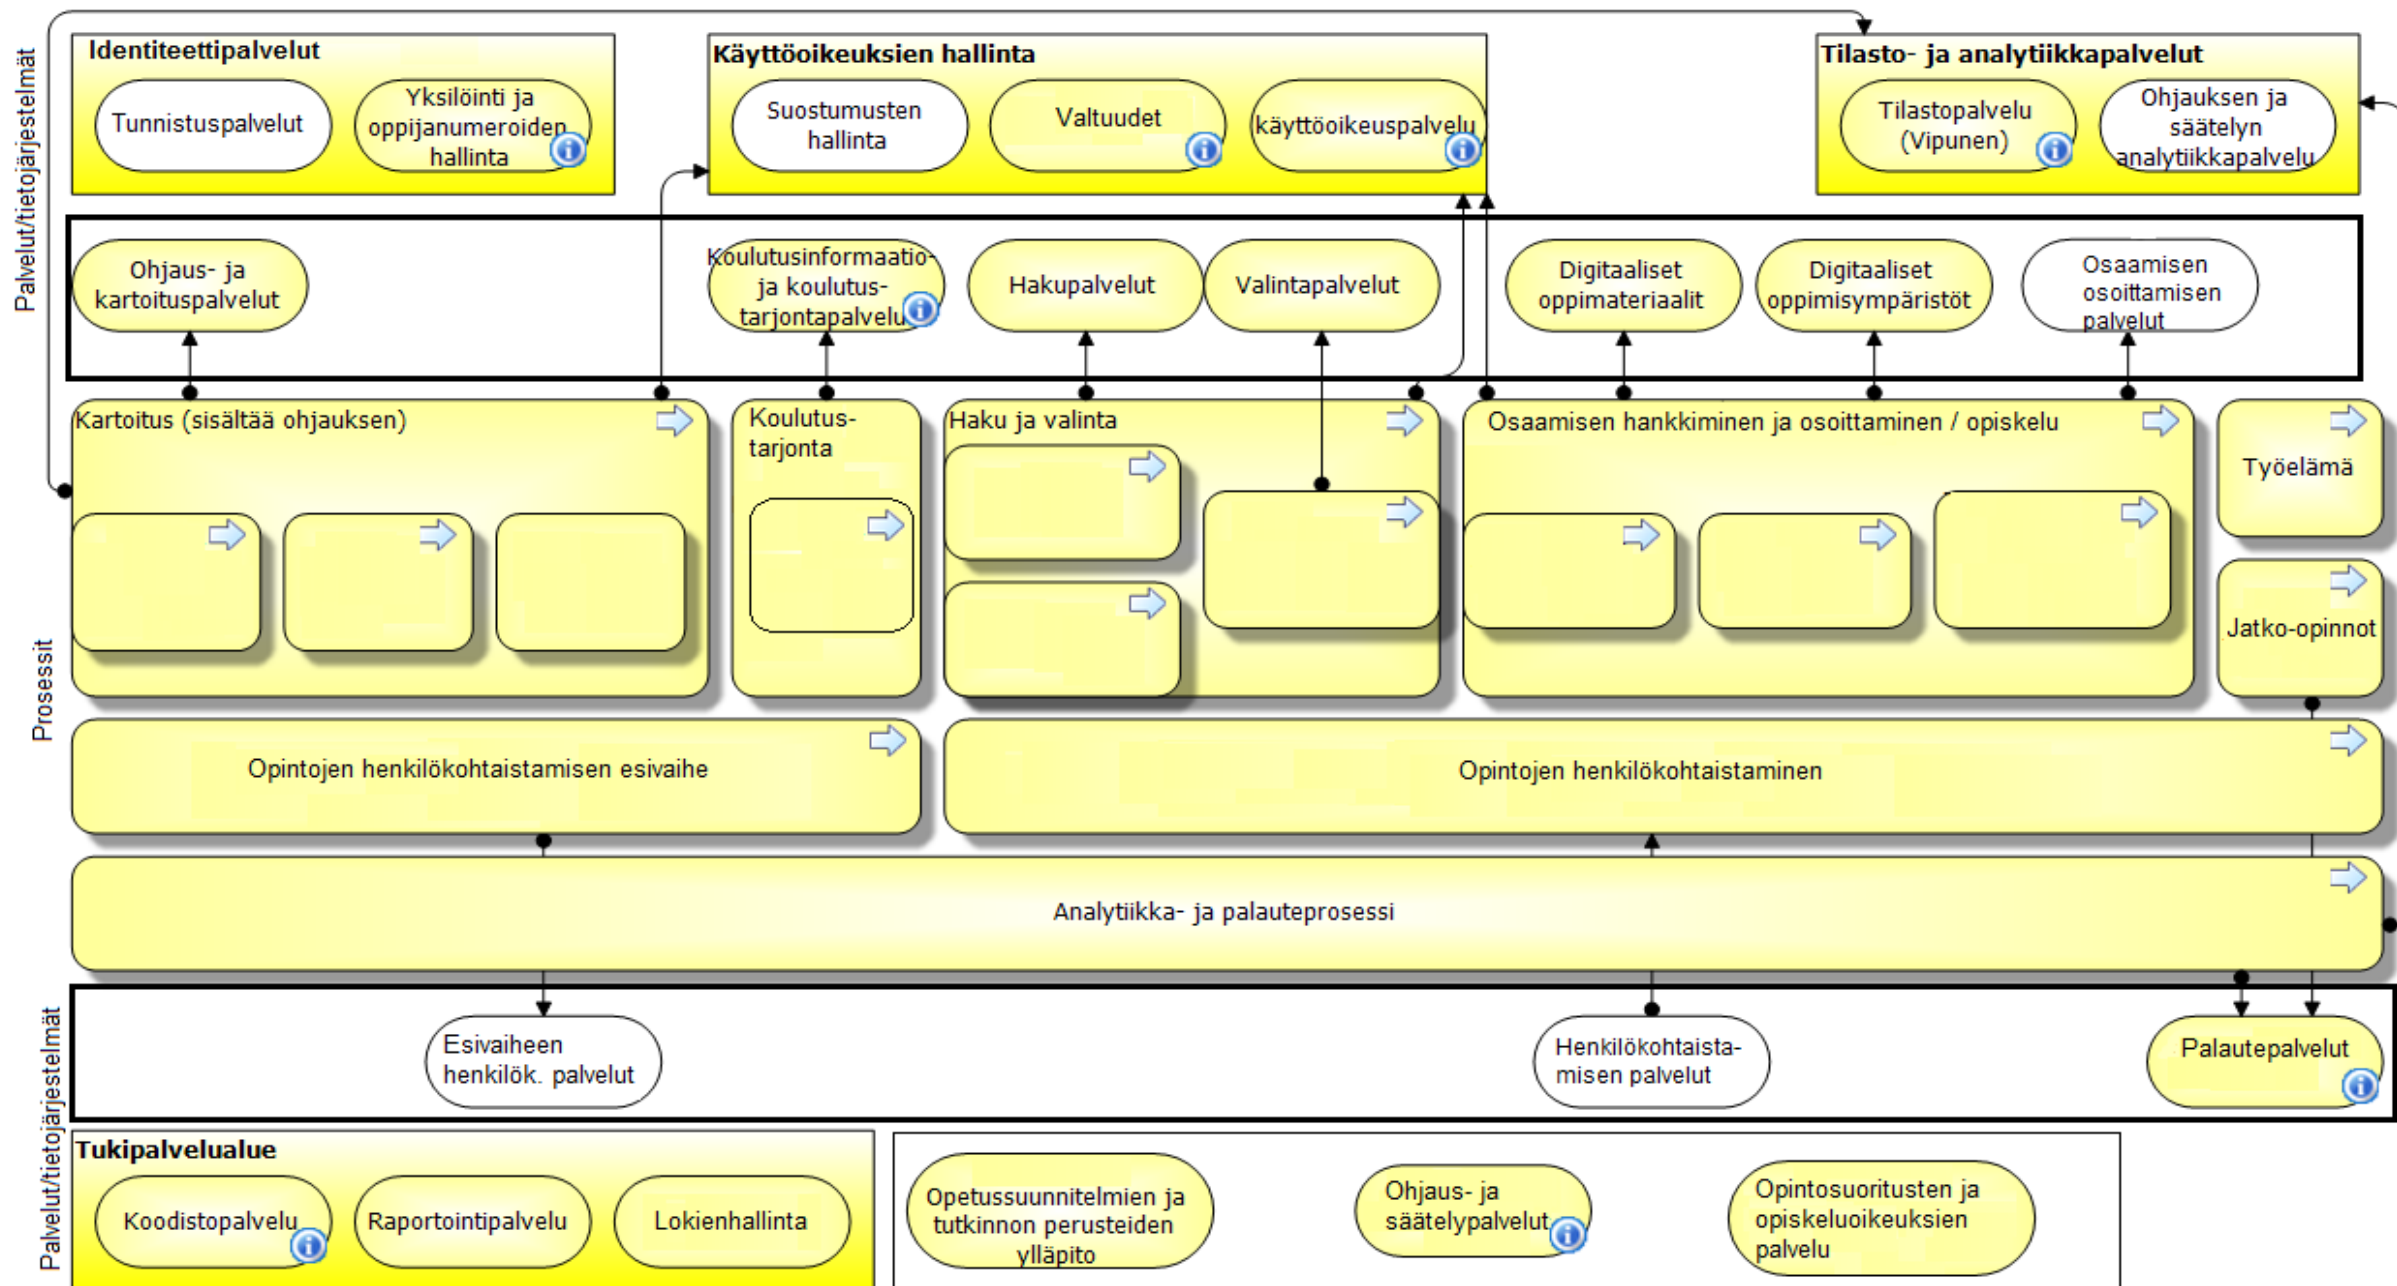 Palvelut/tietojärjestelmät
Identiteettipalvelut
Tunnistuspalvelut
Yksilöinti ja
oppijanumeroiden
hallinta
Käyttöoikeuksien hallinta
Suostumusten
hallinta
Valtuudet
käyttöoikeuspalvelu
Tilasto- ja analytiikkapalvelut
Tilastopalvelu
(Vipunen)
Ohjauksen ja
säätelyn
analytiikkapalvelu
Ohjaus- ja
kartoituspalvelut
Koulutusinformaatio-
ja koulutus-
tarjontapalvelu
Hakupalvelut
Valintapalvelut
Digitaaliset
oppimateriaalit
Digitaaliset
oppimisympäristöt
Osaamisen
osoittamisen
palvelut
Prosessit
Kartoitus (sisältää ohjauksen)
Koulutus-
tarjonta
Haku ja valinta
Osaamisen hankkiminen ja osoittaminen / opiskelu
Työelämä
Jatko-opinnot
Opintojen henkilökohtaistamisen esivaihe
Opintojen henkilökohtaistaminen
Analytiikka- ja palauteprosessi
Palvelut/tietojärjestelmät
Esivaiheen
henkilök. palvelut
Henkilökohtaista-
misen palvelut
Palautepalvelut
Tukipalvelualue
Koodistopalvelu
Raportointipalvelu
Lokienhallinta
Opetussuunnitelmien ja
tutkinnon perusteiden
ylläpito
Ohjaus- ja
säätelypalvelut
Opintosuoritusten ja
opiskeluoikeuksien
palvelu